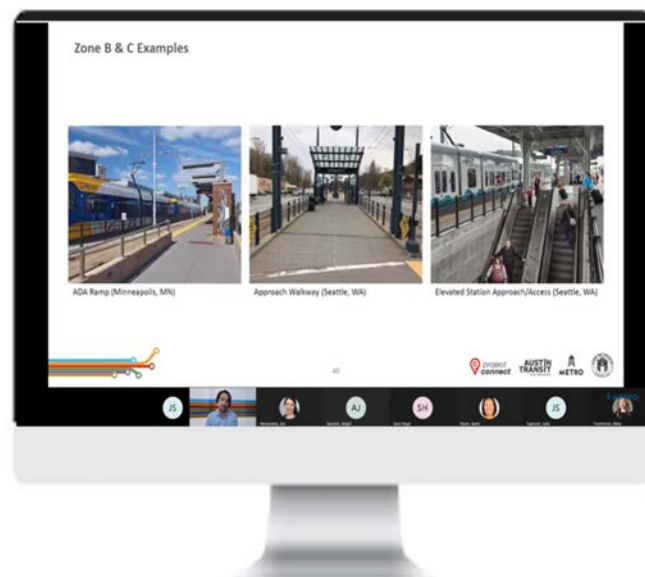 Zone B & C Examples
ADA Ramp (Minneapolis, MN)
Approach Walkway (Seattle, WA)
Elevated Station Approach/Access (Seattle, WA)
40
project connect
AUSTIN TRANSIT
METRO
JS
AJ
SH
JS